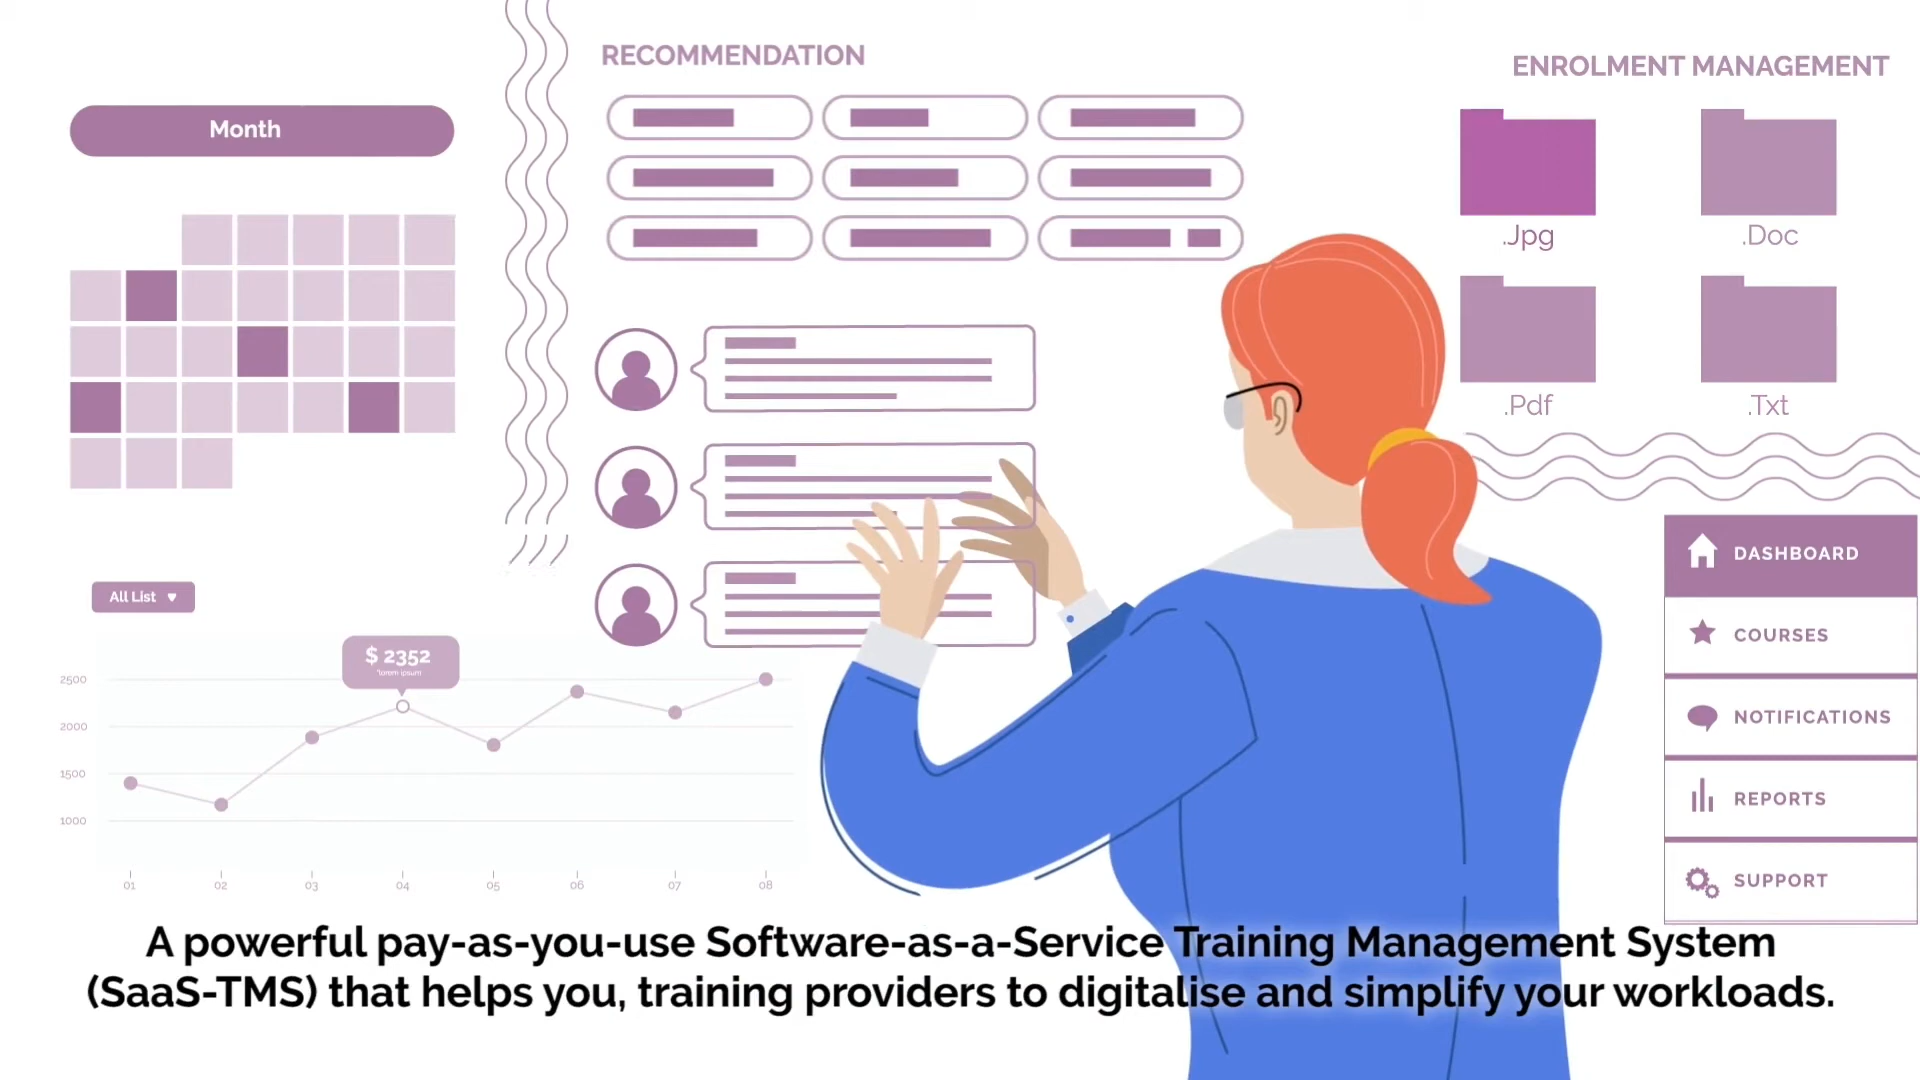 RECOMMENDATION
ENROLMENT MANAGEMENT
Month
.Jpg
.Doc
.Pdf
.Txt
DASHBOARD
COURSES
NOTIFICATIONS
REPORTS
SUPPORT
All List
$ 2352
*lorem ipsum
2500
2000
1500
1000
01 02 03 04 05 06 07 08
A powerful pay-as-you-use Software-as-a-Service Training Management System
(SaaS-TMS) that helps you, training providers to digitalise and simplify your workloads.